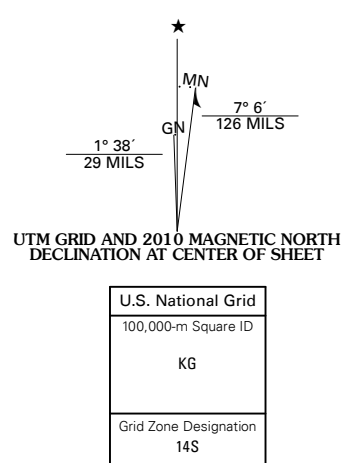 ★
MN
GN
7° 6´
126 MILS
1° 38´
29 MILS
UTM GRID AND 2010 MAGNETIC NORTH
DECLINATION AT CENTER OF SHEET
U.S. National Grid
100,000-m Square ID
KG
Grid Zone Designation
14S